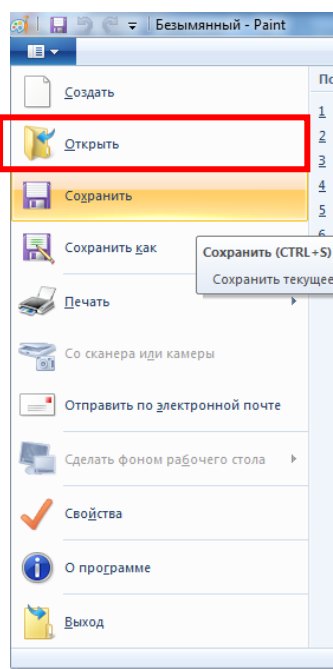 Безымянный - Paint
Создать
1
Открыть
2
3
Сохранить
4
5
6
Сохранить как
Сохранить (CTRL+S)
Сохранить текущее
Печать
Со сканера или камеры
Отправить по электронной почте
Сделать фоном рабочего стола
Свойства
О программе
Выход